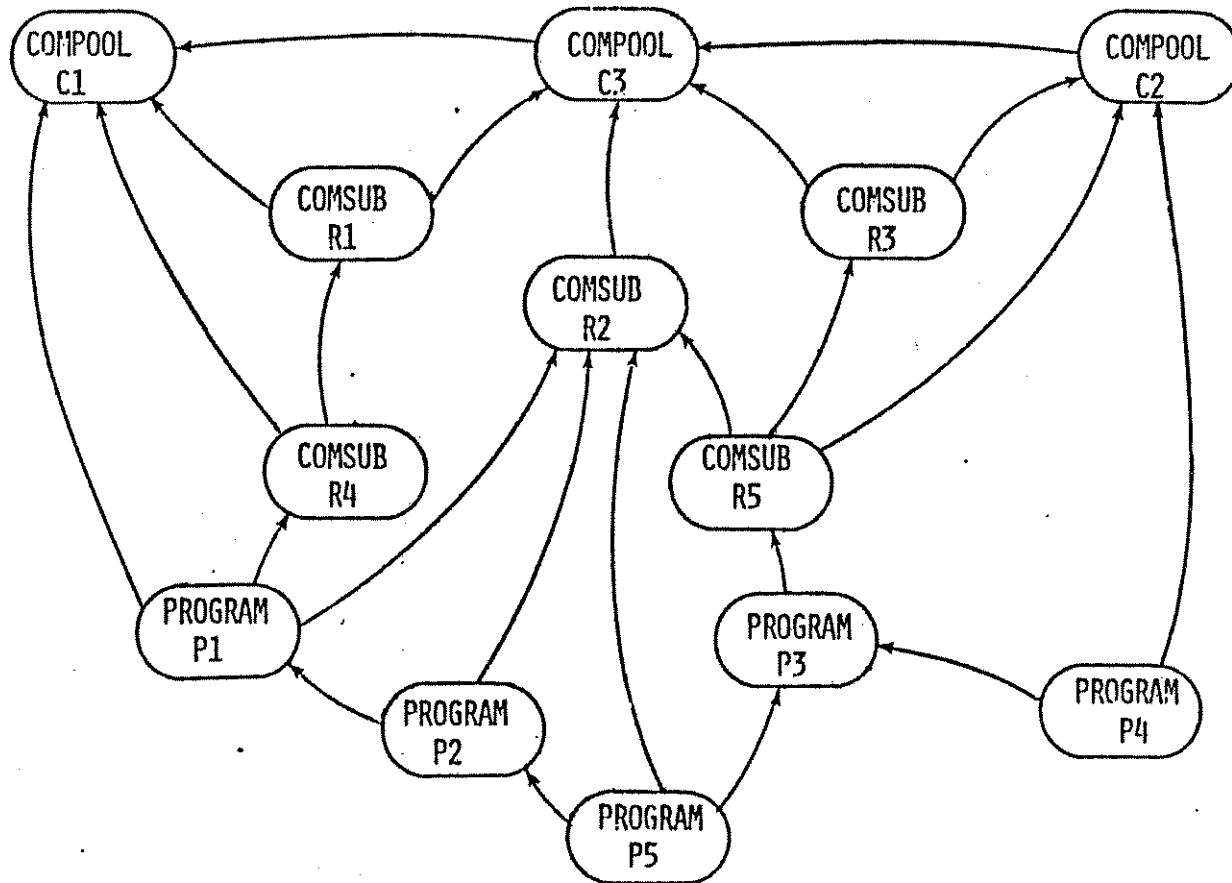 COMPOOL
C1
COMPOOL
C3
COMPOOL
C2
COMSUB
R1
COMSUB
R3
COMSUB
R2
COMSUB
R4
COMSUB
R5
PROGRAM
P1
PROGRAM
P3
PROGRAM
P2
PROGRAM
P4
PROGRAM
P5